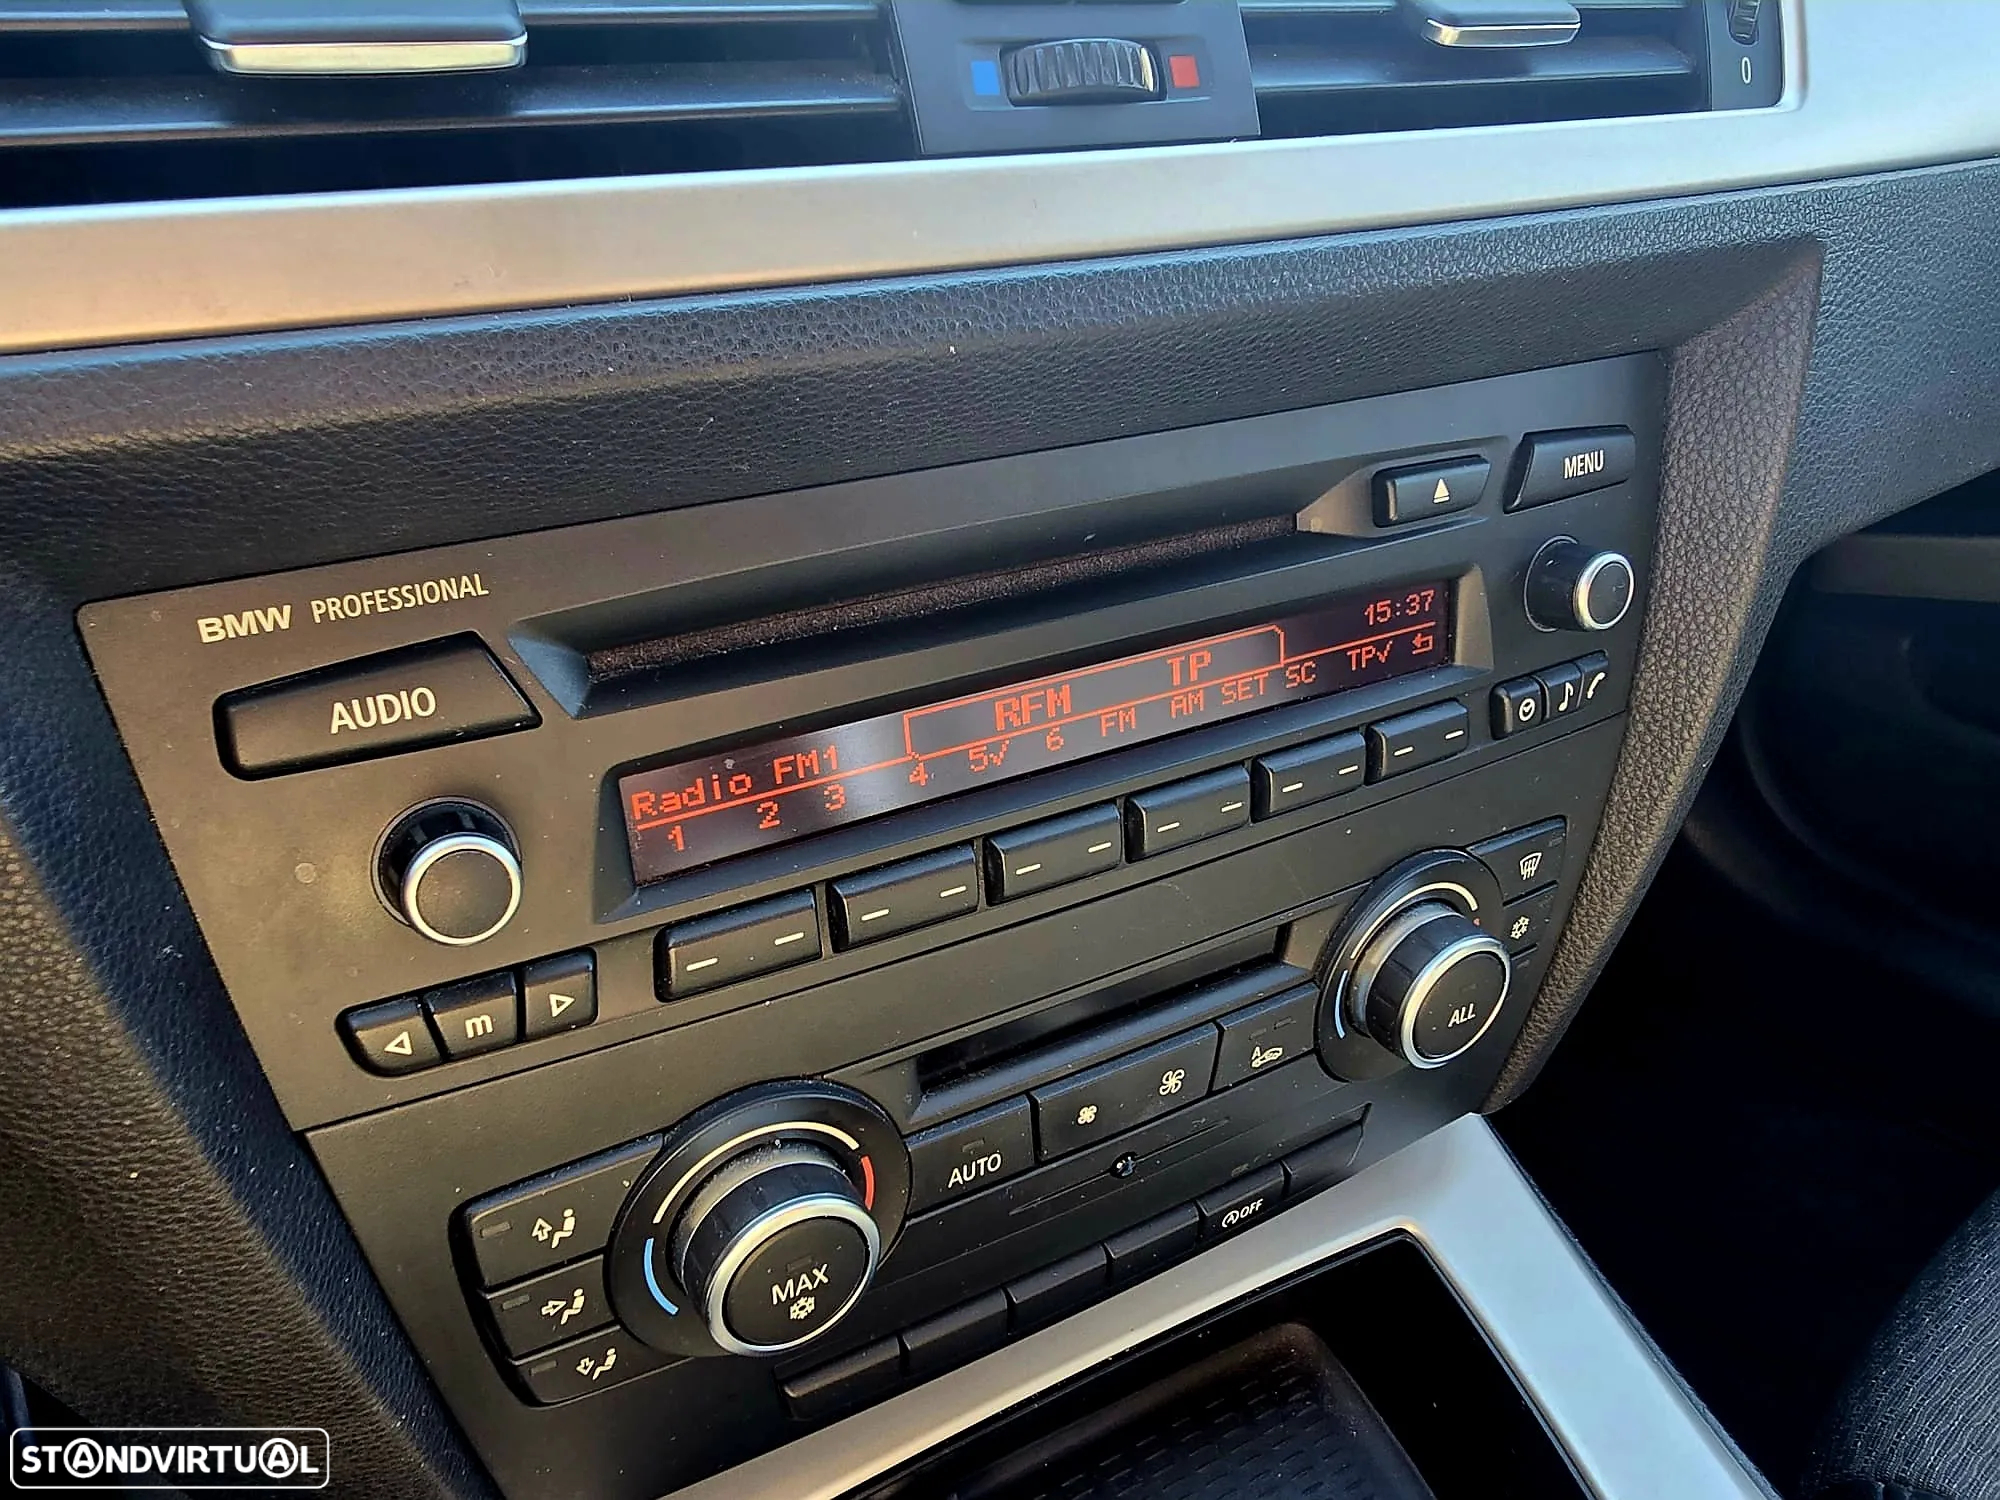 0
MENU
BMW PROFESSIONAL
AUDIO
15:37
Radio FM1 RFM TP
1 2 3 4 5√ 6 FM AM SET SC TP√
m
ALL
A
AUTO
MAX
A OFF
STANDVIRTUAL